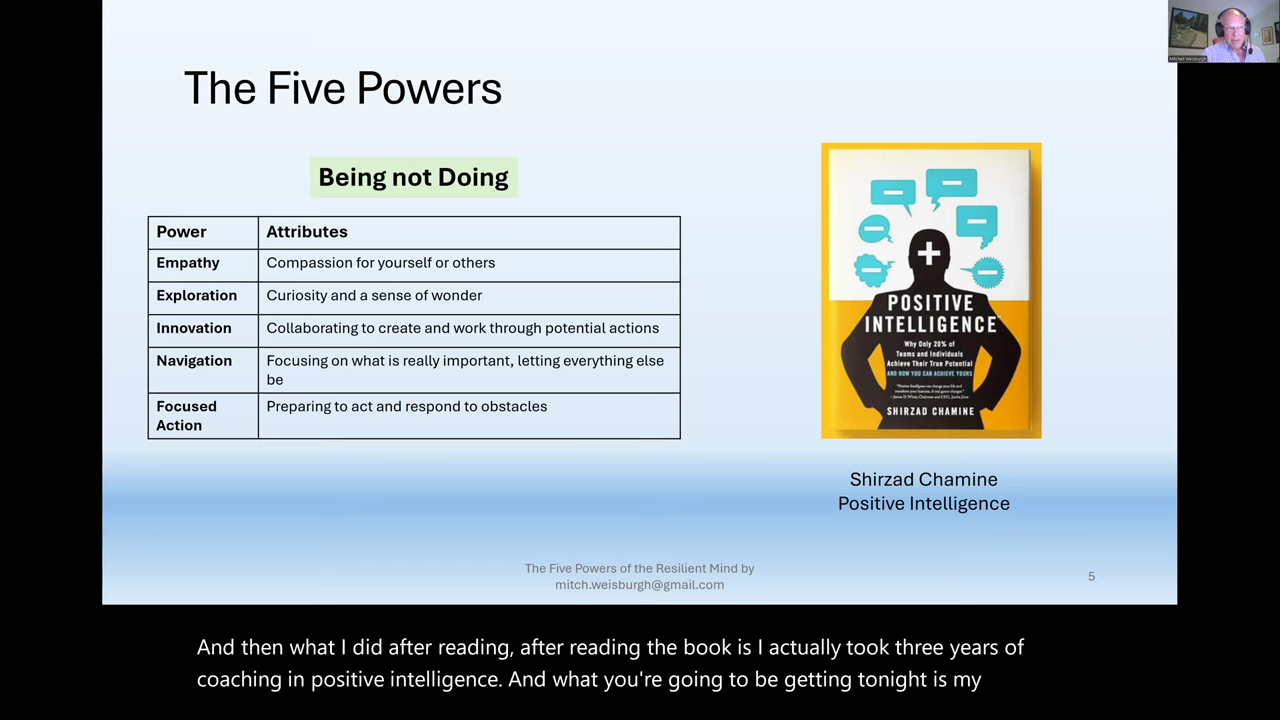 Mitchell Weisburgh
The Five Powers
Being not Doing
Power Attributes
Empathy Compassion for yourself or others
Exploration Curiosity and a sense of wonder
Innovation Collaborating to create and work through potential actions
Navigation Focusing on what is really important, letting everything else
be
Focused Preparing to act and respond to obstacles
Action
POSITIVE
INTELLIGENCE
Why Only 20% of
Teams and Individuals
Achieve Their True Potential
AND HOW YOU CAN ACHIEVE YOURS
SHIRZAD CHAMINE
Shirzad Chamine
Positive Intelligence
The Five Powers of the Resilient Mind by
mitch.weisburgh@gmail.com
5
And then what I did after reading, after reading the book is I actually took three years of
coaching in positive intelligence. And what you're going to be getting tonight is my